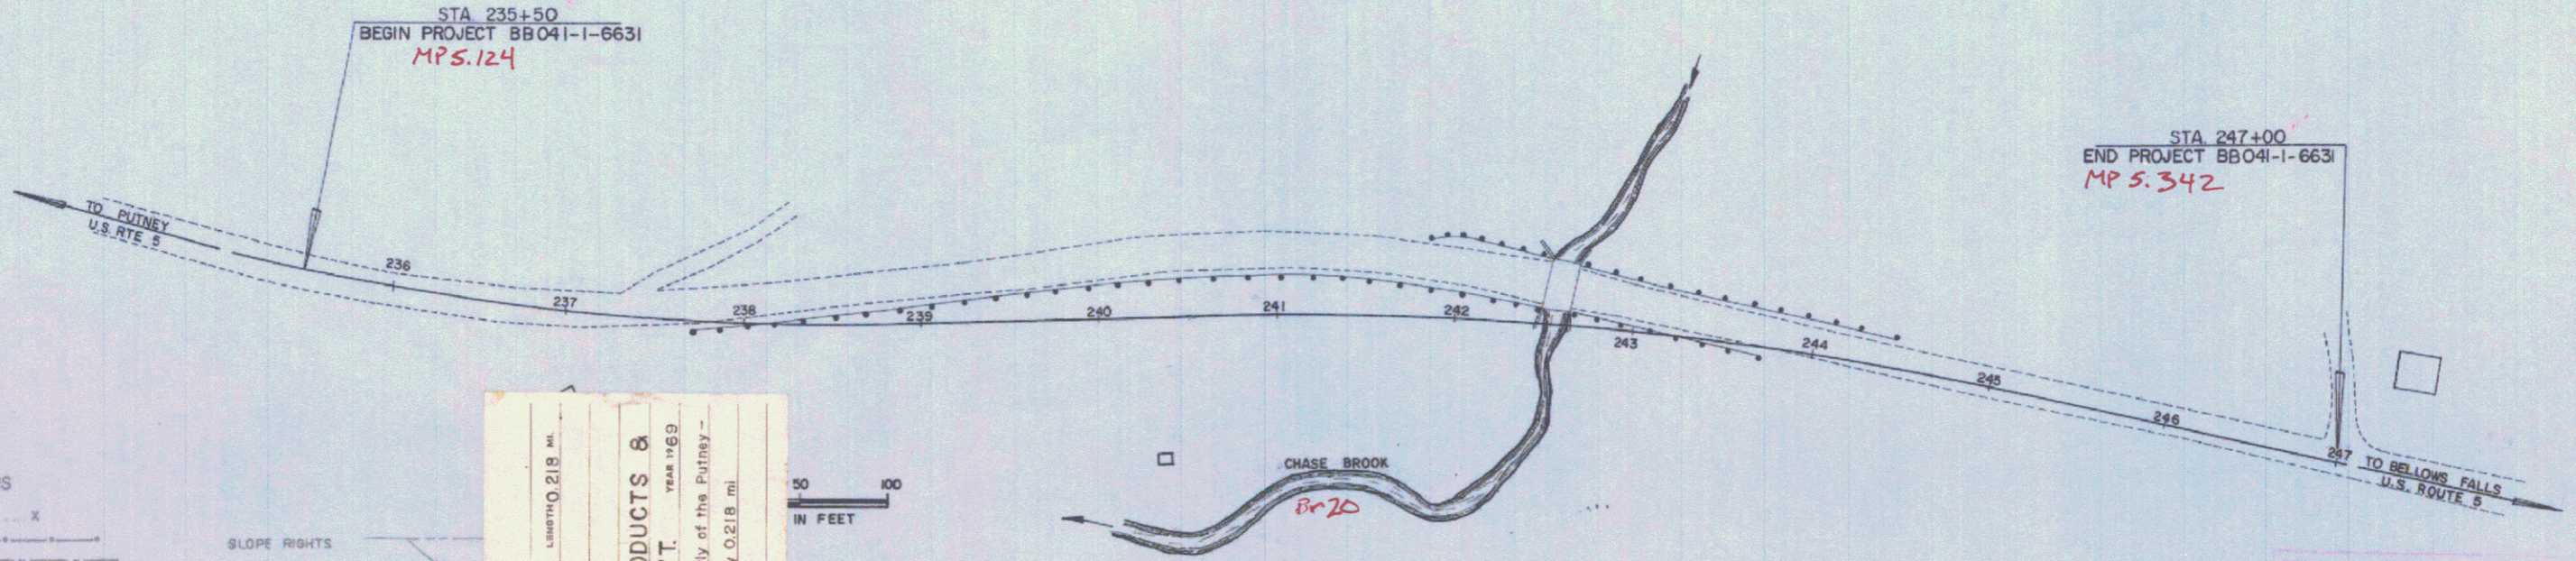 STA. 235+50
BEGIN PROJECT BB041-1-6631
MP 5.124
STA. 247+00
END PROJECT BB041-1-6631
MP 5.342
TO PUTNEY
U.S. RTE 5
236
237
238
239
240
241
242
243
244
245
246
247
TO BELLOWS FALLS
U.S. ROUTE 5
CHASE BROOK
Br 20
50 100
IN FEET
LENGTH 0.218 MI.
ODUCTS &
T.
YEAR 1969
ly of the Putney-
0.218 mi
SLOPE RIGHTS
X